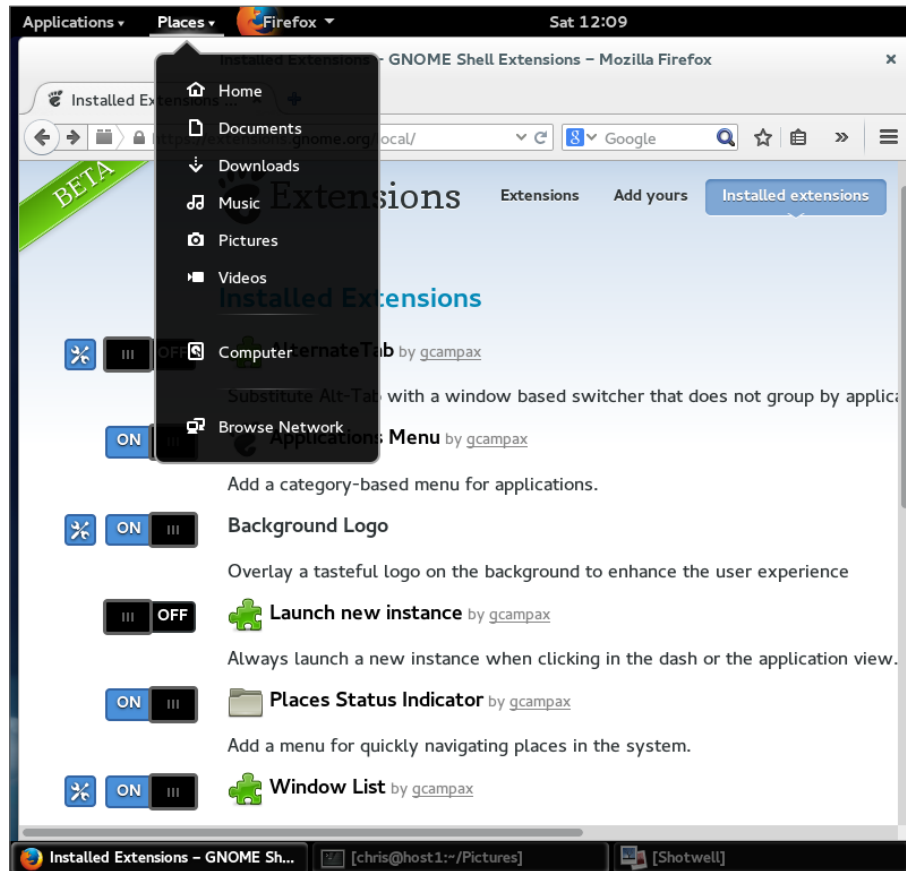 Applications Places Firefox Sat 12:09
Installed Extensions – GNOME Shell Extensions – Mozilla Firefox
Installed Extensions ...
https://extensions.gnome.org/local/ Google
BETA
Extensions Extensions Add yours Installed extensions
Home
Documents
Downloads
Music
Pictures
Videos
Computer
Browse Network
Installed Extensions
OFF AlternateTab by gcampax
Substitute Alt-Tab with a window based switcher that does not group by applica
ON Applications Menu by gcampax
Add a category-based menu for applications.
ON Background Logo
Overlay a tasteful logo on the background to enhance the user experience
OFF Launch new instance by gcampax
Always launch a new instance when clicking in the dash or the application view.
ON Places Status Indicator by gcampax
Add a menu for quickly navigating places in the system.
ON Window List by gcampax
Installed Extensions – GNOME Sh... [chris@host1:~/Pictures] [Shotwell]